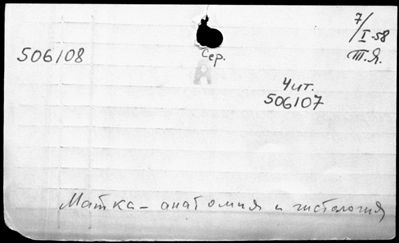 7/I-58
506108
Сер.
Т.Я.
А
Чит.
506107
Матка - анатомия и гистология